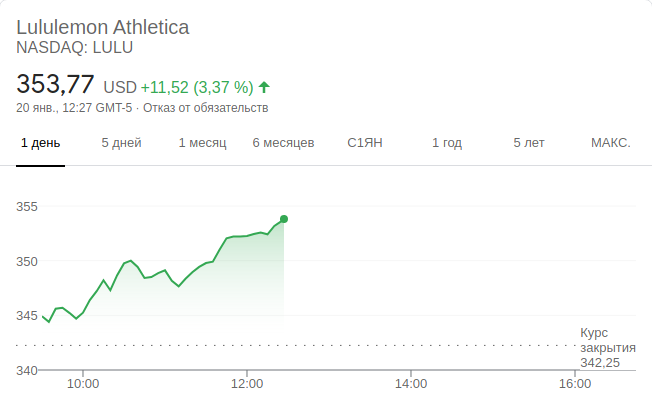 Lululemon Athletica
NASDAQ: LULU
353,77 USD +11,52 (3,37 %)
20 янв., 12:27 GMT-5 · Отказ от обязательств
1 день 5 дней 1 месяц 6 месяцев С1ЯН 1 год 5 лет МАКС.
355
350
345
340
Курс
закрытия
342,25
10:00 12:00 14:00 16:00